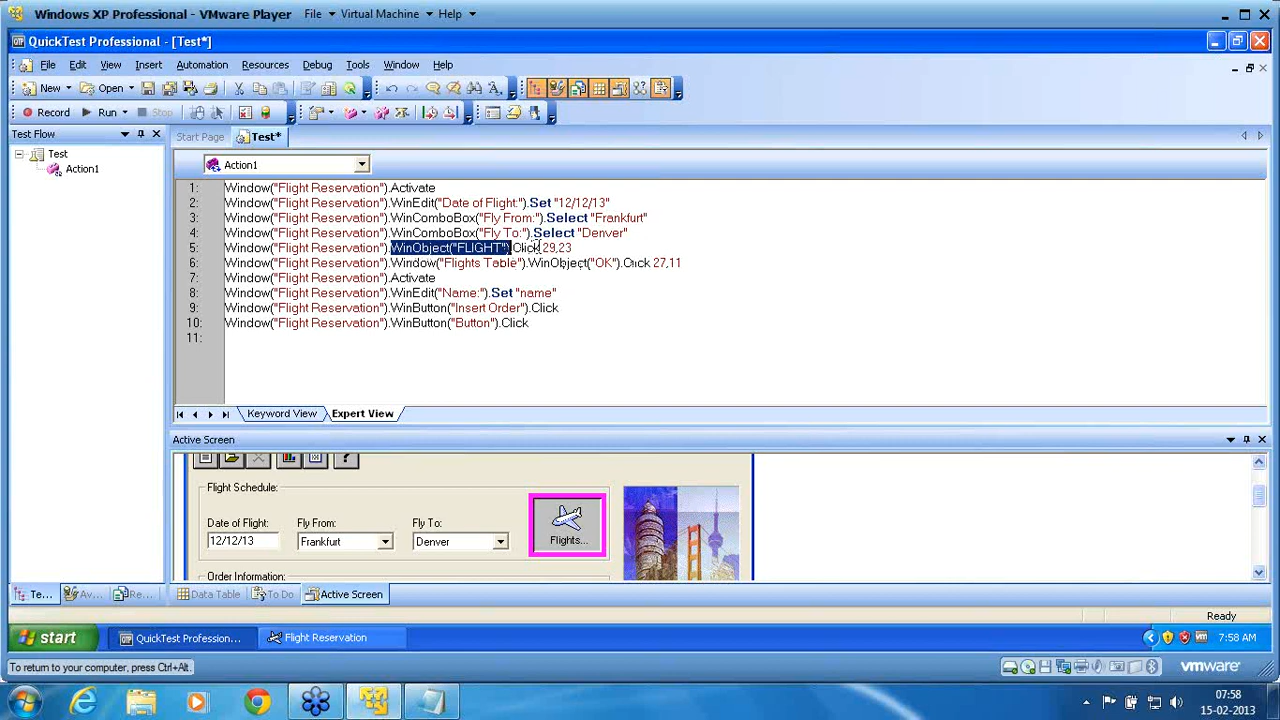 Windows XP Professional - VMware Player File Virtual Machine Help
QuickTest Professional - [Test*]
File Edit View Insert Automation Resources Debug Tools Window Help
New Open
Record Run Stop
Test Flow
Start Page Test*
Test
Action1
Action1
1: Window("Flight Reservation").Activate
2: Window("Flight Reservation").WinEdit("Date of Flight:").Set "12/12/13"
3: Window("Flight Reservation").WinComboBox("Fly From:").Select "Frankfurt"
4: Window("Flight Reservation").WinComboBox("Fly To:").Select "Denver"
5: Window("Flight Reservation").WinObject("FLIGHT").Click 29,23
6: Window("Flight Reservation").Window("Flights Table").WinObject("OK").Click 27,11
7: Window("Flight Reservation").Activate
8: Window("Flight Reservation").WinEdit("Name:").Set "name"
9: Window("Flight Reservation").WinButton("Insert Order").Click
10: Window("Flight Reservation").WinButton("Button").Click
11:
Keyword View Expert View
Active Screen
Flight Schedule:
Date of Flight: Fly From: Fly To:
12/12/13 Frankfurt Denver Flights...
Order Information:
Te... Av... Re... Data Table To Do Active Screen
Ready
start QuickTest Profession... Flight Reservation 7:58 AM
To return to your computer, press Ctrl+Alt. vmware
07:58
15-02-2013